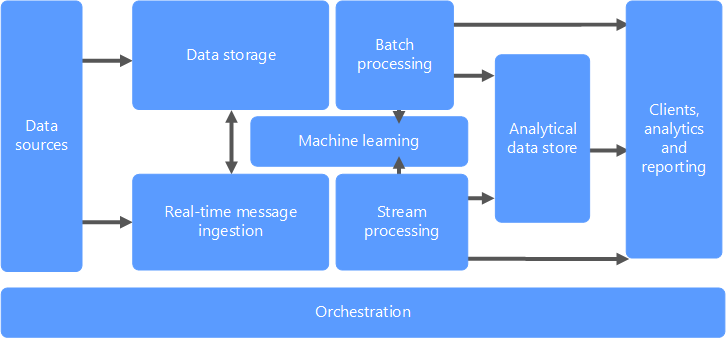 Data
sources
Data storage
Real-time message
ingestion
Batch
processing
Machine learning
Stream
processing
Analytical
data store
Clients,
analytics
and
reporting
Orchestration